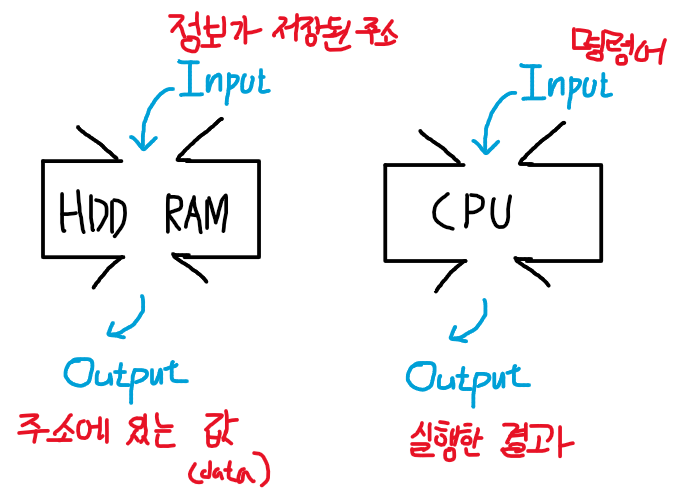 정보가 저장된 주소
Input
HDD RAM
Output
주소에 있는 값
(data)
명령어
Input
CPU
Output
실행한 결과